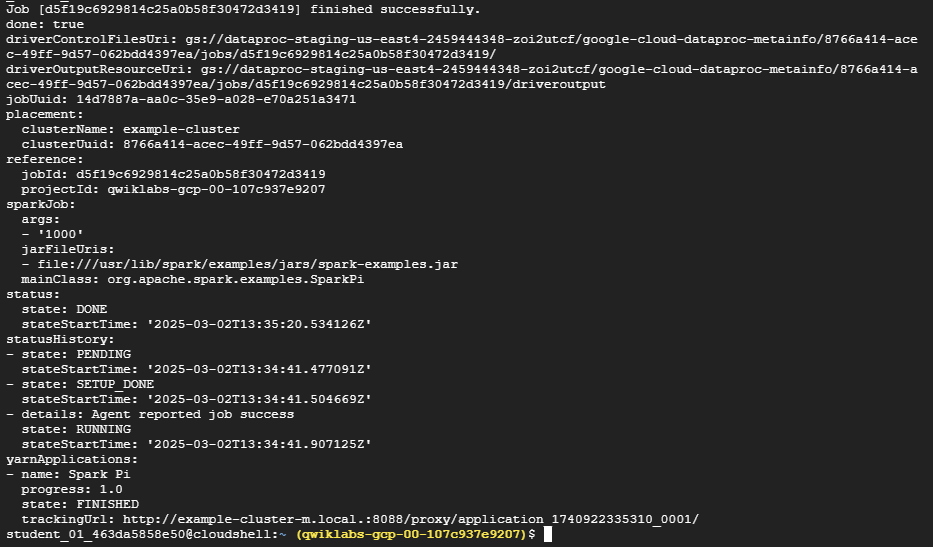 Job [d5f19c6929814c25a0b58f30472d3419] finished successfully.
done: true
driverControlFilesUri: gs://dataproc-staging-us-east4-2459444348-zoi2utcf/google-cloud-dataproc-metainfo/8766a414-ace
c-49ff-9d57-062bdd4397ea/jobs/d5f19c6929814c25a0b58f30472d3419/
driverOutputResourceUri: gs://dataproc-staging-us-east4-2459444348-zoi2utcf/google-cloud-dataproc-metainfo/8766a414-a
cec-49ff-9d57-062bdd4397ea/jobs/d5f19c6929814c25a0b58f30472d3419/driveroutput
jobUuid: 14d7887a-aa0c-35e9-a028-e70a251a3471
placement:
  clusterName: example-cluster
  clusterUuid: 8766a414-acec-49ff-9d57-062bdd4397ea
reference:
  jobId: d5f19c6929814c25a0b58f30472d3419
  projectId: qwiklabs-gcp-00-107c937e9207
sparkJob:
  args:
  - '1000'
  jarFileUris:
  - file:///usr/lib/spark/examples/jars/spark-examples.jar
  mainClass: org.apache.spark.examples.SparkPi
status:
  state: DONE
  stateStartTime: '2025-03-02T13:35:20.534126Z'
statusHistory:
- state: PENDING
  stateStartTime: '2025-03-02T13:34:41.477091Z'
- state: SETUP_DONE
  stateStartTime: '2025-03-02T13:34:41.504669Z'
- details: Agent reported job success
  state: RUNNING
  stateStartTime: '2025-03-02T13:34:41.907125Z'
yarnApplications:
- name: Spark Pi
  progress: 1.0
  state: FINISHED
  trackingUrl: http://example-cluster-m.local.:8088/proxy/application_1740922335310_0001/
student_01_463da5858e50@cloudshell:~ (qwiklabs-gcp-00-107c937e9207)$